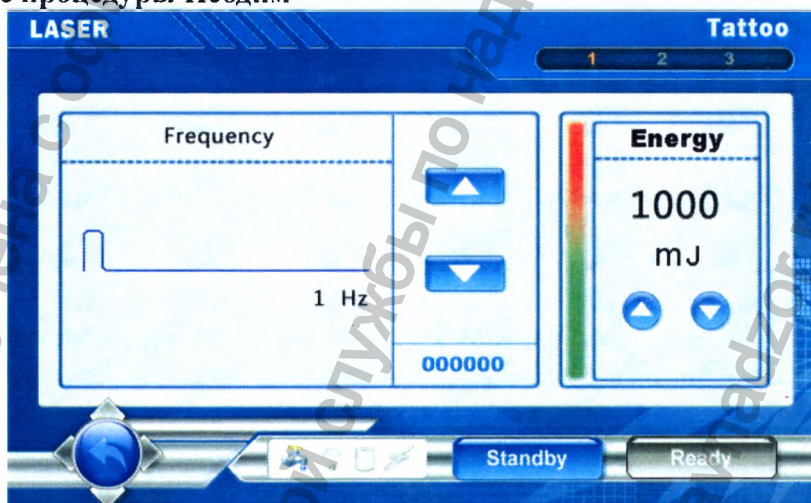 LASER
Tattoo
1 2 3
Frequency
1 Hz
000000
Energy
1000
mJ
Standby
Ready